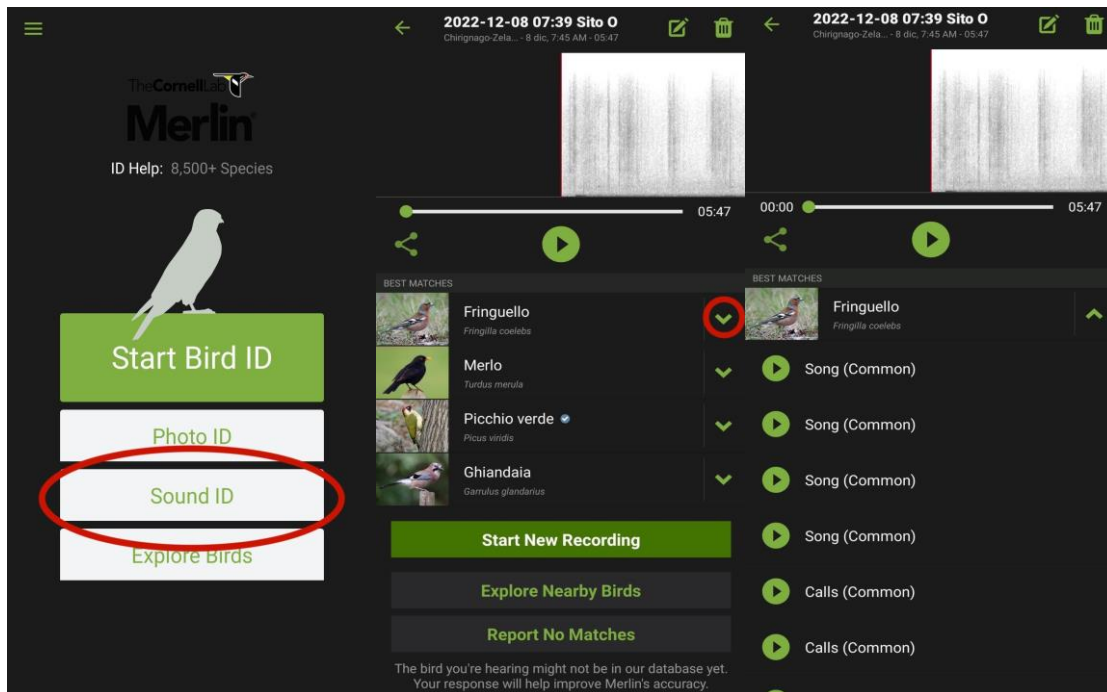 TheCornellLab
Merlin
ID Help: 8,500+ Species
Start Bird ID
Photo ID
Sound ID
Explore Birds
2022-12-08 07:39 Sito O
Chirignago-Zela... - 8 dic, 7:45 AM - 05:47
05:47
BEST MATCHES
Fringuello
Fringilla coelebs
Merlo
Turdus merula
Picchio verde
Picus viridis
Ghiandaia
Garrulus glandarius
Start New Recording
Explore Nearby Birds
Report No Matches
The bird you're hearing might not be in our database yet.
Your response will help improve Merlin's accuracy.
2022-12-08 07:39 Sito O
Chirignago-Zela... - 8 dic, 7:45 AM - 05:47
00:00
05:47
BEST MATCHES
Fringuello
Fringilla coelebs
Song (Common)
Song (Common)
Song (Common)
Song (Common)
Calls (Common)
Calls (Common)